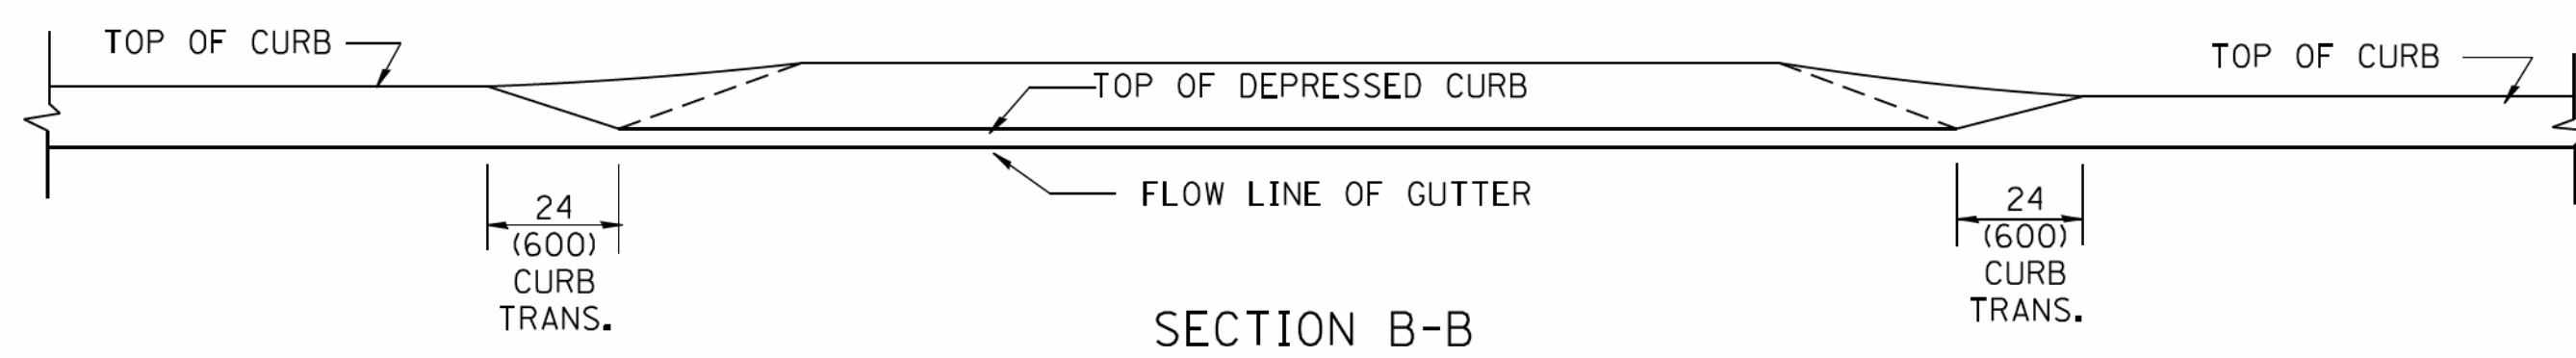 TOP OF CURB
TOP OF CURB
TOP OF DEPRESSED CURB
FLOW LINE OF GUTTER
24
(600)
CURB
TRANS.
24
(600)
CURB
TRANS.
SECTION B-B